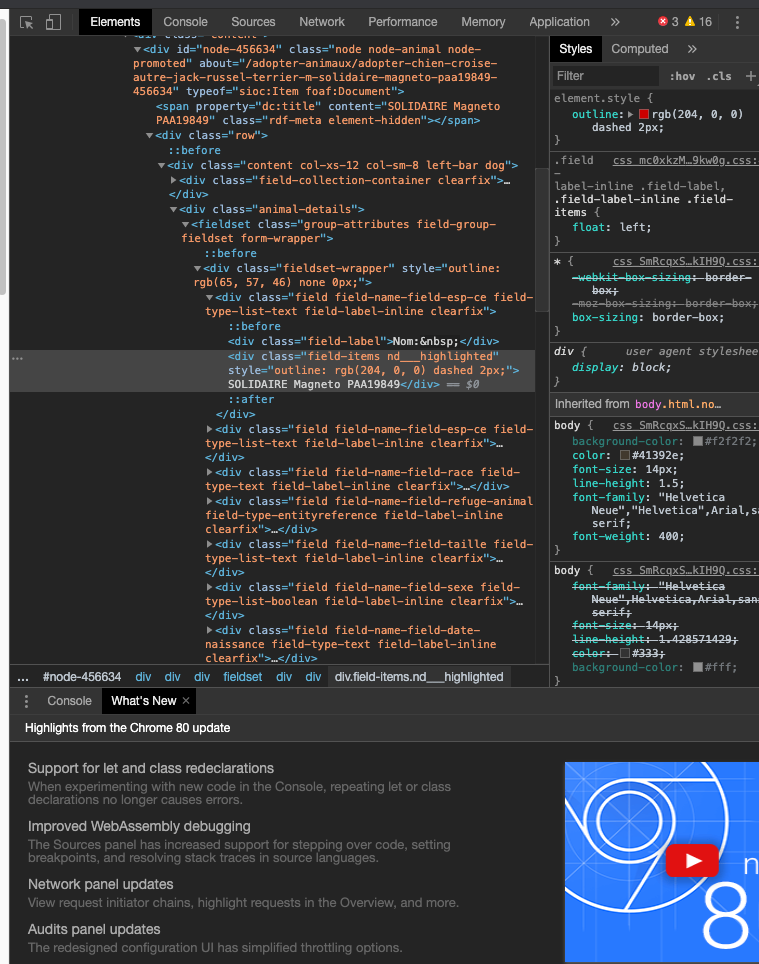 Elements Console Sources Network Performance Memory Application » 3 16
<div class="content">
<div id="node-456634" class="node node-animal node-
promoted" about="/adopter-animaux/adopter-chien-croise-
autre-jack-russel-terrier-m-solidaire-magneto-paa19849-
456634" typeof="sioc:Item foaf:Document">
<span property="dc:title" content="SOLIDAIRE Magneto
PAA19849" class="rdf-meta element-hidden"></span>
<div class="row">
::before
<div class="content col-xs-12 col-sm-8 left-bar dog">
<div class="field-collection-container clearfix">…
</div>
<div class="animal-details">
<fieldset class="group-attributes field-group-
fieldset form-wrapper">
::before
<div class="fieldset-wrapper" style="outline:
rgb(65, 57, 46) none 0px;">
<div class="field field-name-field-esp-ce field-
type-list-text field-label-inline clearfix">
::before
<div class="field-label">Nom:&nbsp;</div>
… <div class="field-items nd___highlighted"
style="outline: rgb(204, 0, 0) dashed 2px;">
SOLIDAIRE Magneto PAA19849</div> == $0
::after
</div>
<div class="field field-name-field-esp-ce field-
type-list-text field-label-inline clearfix">…
</div>
<div class="field field-name-field-race field-
type-text field-label-inline clearfix">…</div>
<div class="field field-name-field-refuge-animal
field-type-entityreference field-label-inline
clearfix">…</div>
<div class="field field-name-field-taille field-
type-list-text field-label-inline clearfix">…
</div>
<div class="field field-name-field-sexe field-
type-list-boolean field-label-inline clearfix">…
</div>
<div class="field field-name-field-date-
naissance field-type-text field-label-inline
clearfix">…</div>
… #node-456634 div div div fieldset div div div.field-items.nd___highlighted
Styles Computed »
Filter :hov .cls +
element.style {
outline: rgb(204, 0, 0)
dashed 2px;
}
.field css_mc0xkzM…9kw0g.css:
–
label-inline .field-label,
.field-label-inline .field-
items {
float: left;
}
* { css_SmRcqxS…kIH9Q.css:
-webkit-box-sizing: border-
box;
-moz-box-sizing: border-box;
box-sizing: border-box;
}
div { user agent stylesheet
display: block;
}
Inherited from body.html.no…
body { css_SmRcqxS…kIH9Q.css:
background-color: #f2f2f2;
color: #41392e;
font-size: 14px;
line-height: 1.5;
font-family: "Helvetica
Neue","Helvetica",Arial,sa
serif;
font-weight: 400;
}
body { css_SmRcqxS…kIH9Q.css:
font-family: "Helvetica
Neue",Helvetica,Arial,san
serif;
font-size: 14px;
line-height: 1.428571429;
color: #333;
background-color: #fff;
}
Console What's New ×
Highlights from the Chrome 80 update
Support for let and class redeclarations
When experimenting with new code in the Console, repeating let or class
declarations no longer causes errors.
Improved WebAssembly debugging
The Sources panel has increased support for stepping over code, setting
breakpoints, and resolving stack traces in source languages.
Network panel updates
View request initiator chains, highlight requests in the Overview, and more.
Audits panel updates
The redesigned configuration UI has simplified throttling options.
n
8